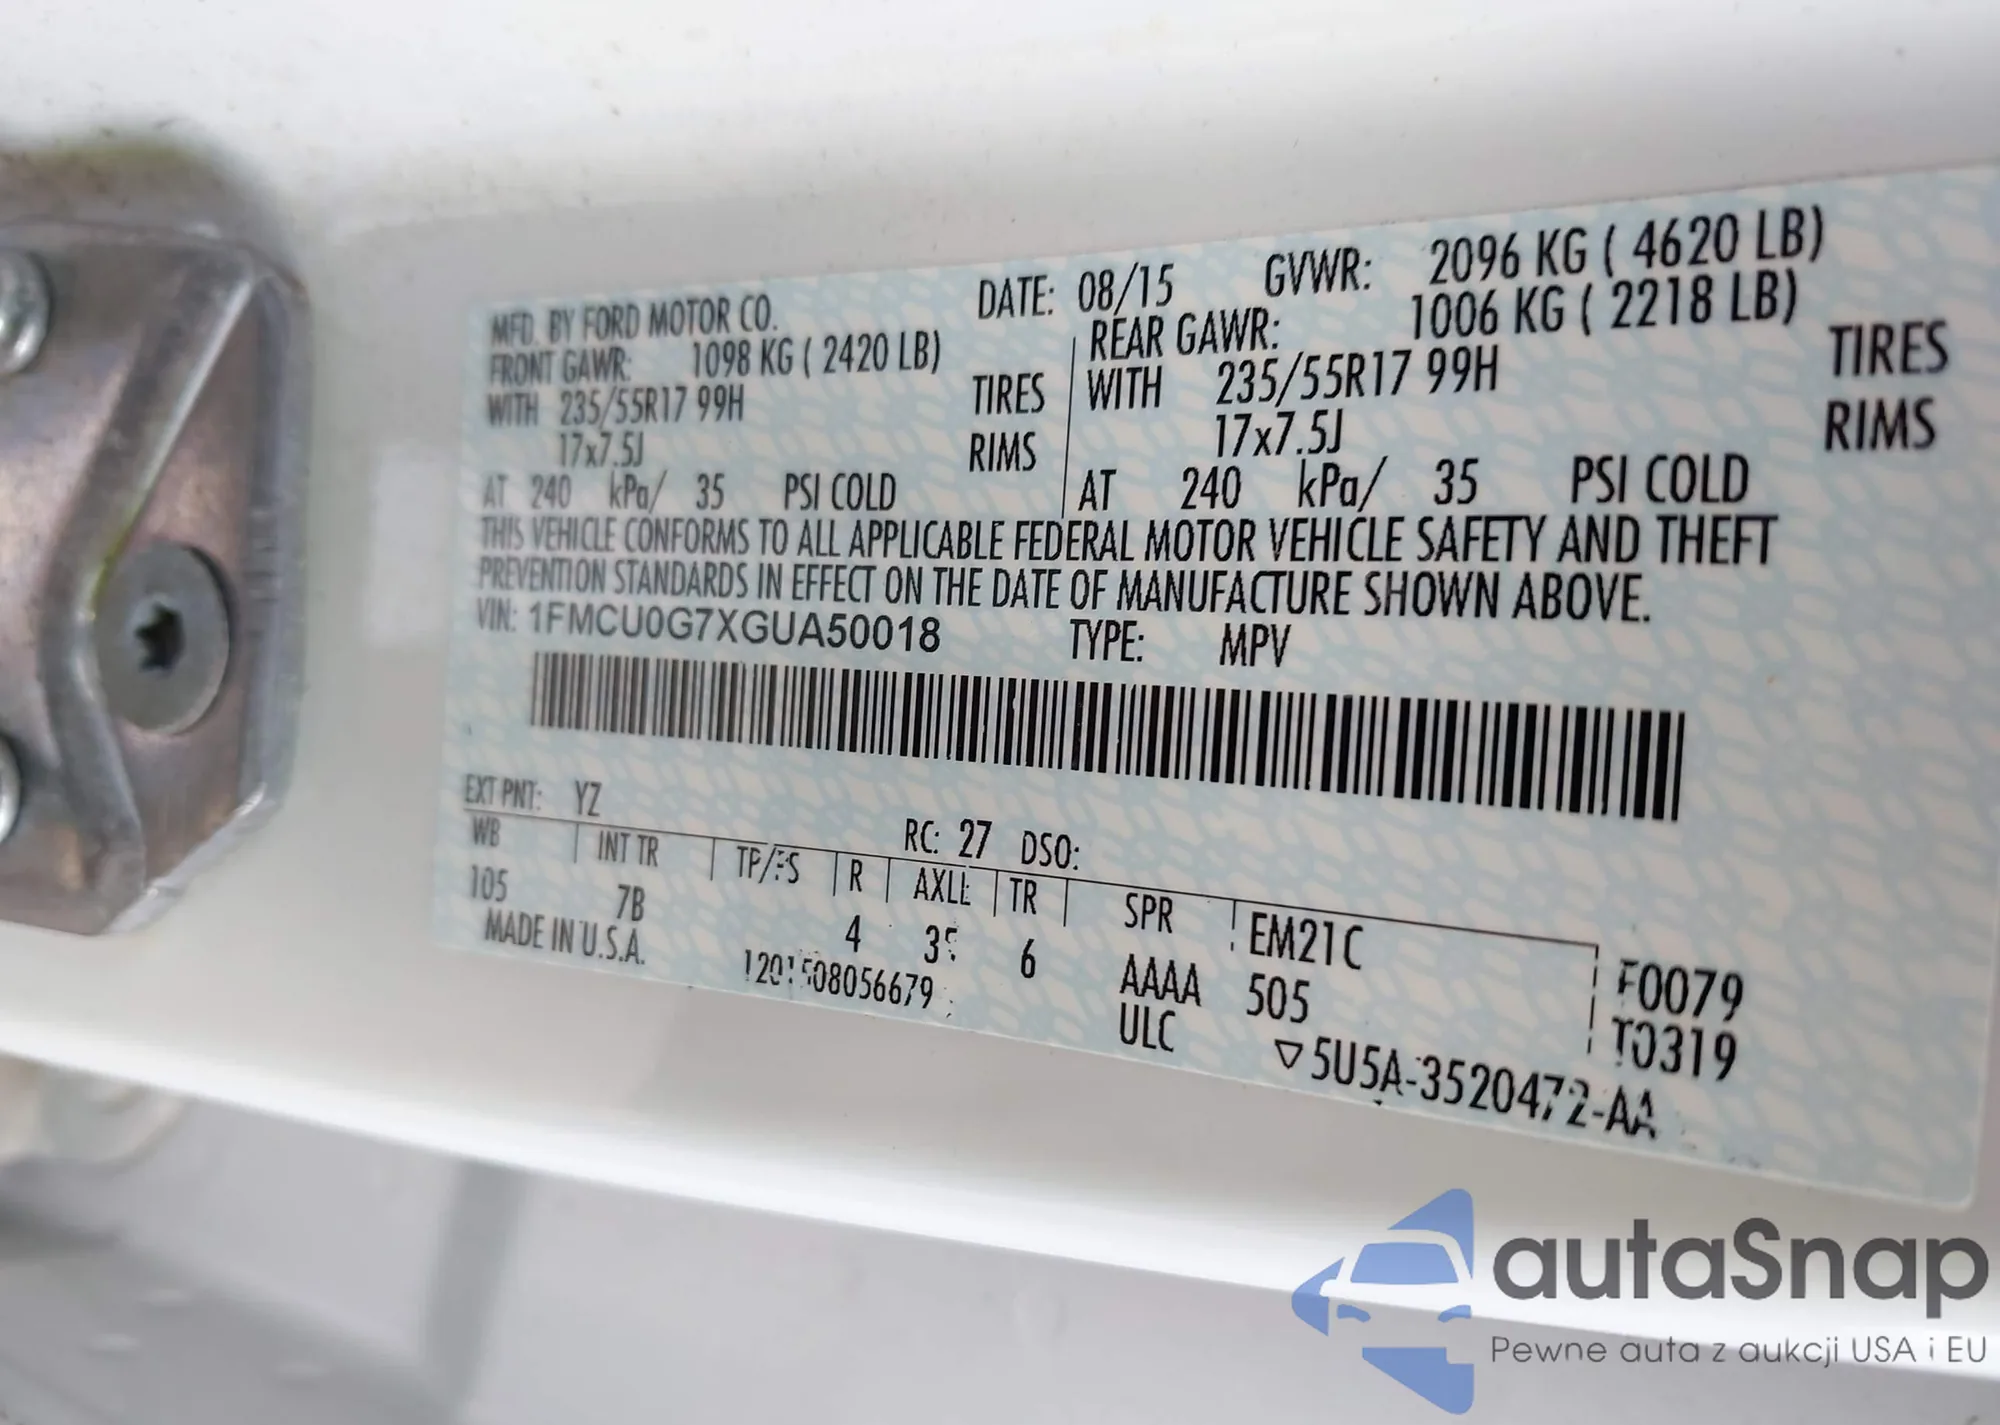 MFD. BY FORD MOTOR CO. DATE: 08/15 GVWR: 2096 KG ( 4620 LB)
FRONT GAWR: 1098 KG ( 2420 LB) REAR GAWR: 1006 KG ( 2218 LB)
WITH 235/55R17 99H TIRES WITH 235/55R17 99H TIRES
17x7.5J RIMS 17x7.5J RIMS
AT 240 kPa/ 35 PSI COLD AT 240 kPa/ 35 PSI COLD
THIS VEHICLE CONFORMS TO ALL APPLICABLE FEDERAL MOTOR VEHICLE SAFETY AND THEFT
PREVENTION STANDARDS IN EFFECT ON THE DATE OF MANUFACTURE SHOWN ABOVE.
VIN: 1FMCU0G7XGUA50018 TYPE: MPV
EXT PNT: YZ RC: 27 DSO:
WB INT TR TP/PS R AXLE TR SPR EM21C F0079
105 7B 4 35 6 AAAA 505 T0319
MADE IN U.S.A. 1201508056679 ULC ▽5U5A-3520472-AA
autaSnap
Pewne auta z aukcji USA i EU